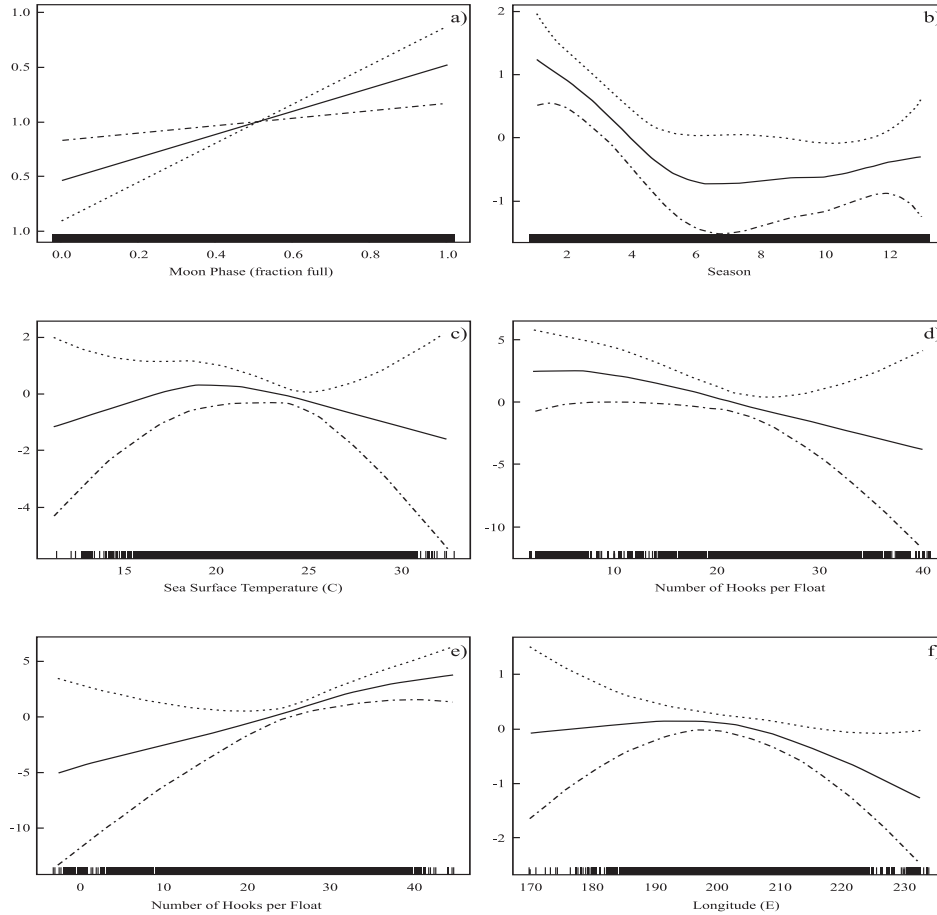 1.0
0.5
1.0
0.5
1.0
a)
0.0 0.2 0.4 0.6 0.8 1.0
Moon Phase (fraction full)
2
1
0
-1
b)
2 4 6 8 10 12
Season
2
0
-2
-4
c)
15 20 25 30
Sea Surface Temperature (C)
5
0
-5
-10
d)
10 20 30 40
Number of Hooks per Float
5
0
-5
-10
e)
0 10 20 30 40
Number of Hooks per Float
1
0
-1
-2
f)
170 180 190 200 210 220 230
Longitude (E)